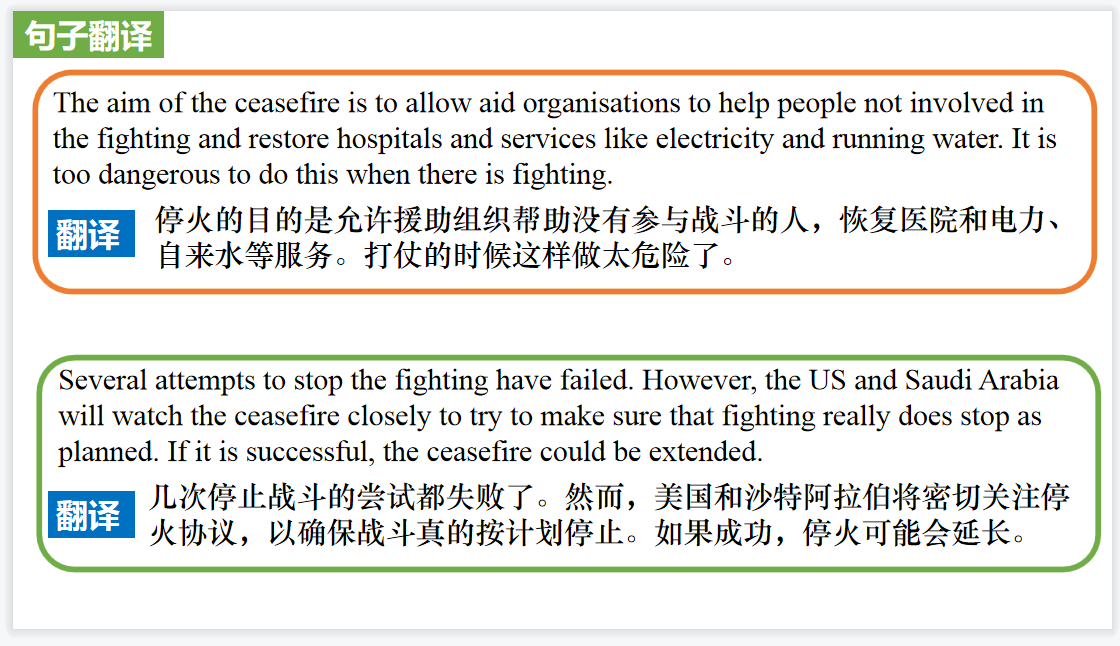 句子翻译
The aim of the ceasefire is to allow aid organisations to help people not involved in
the fighting and restore hospitals and services like electricity and running water. It is
too dangerous to do this when there is fighting.
翻译
停火的目的是允许援助组织帮助没有参与战斗的人，恢复医院和电力、
自来水等服务。打仗的时候这样做太危险了。
Several attempts to stop the fighting have failed. However, the US and Saudi Arabia
will watch the ceasefire closely to try to make sure that fighting really does stop as
planned. If it is successful, the ceasefire could be extended.
翻译
几次停止战斗的尝试都失败了。然而，美国和沙特阿拉伯将密切关注停
火协议，以确保战斗真的按计划停止。如果成功，停火可能会延长。